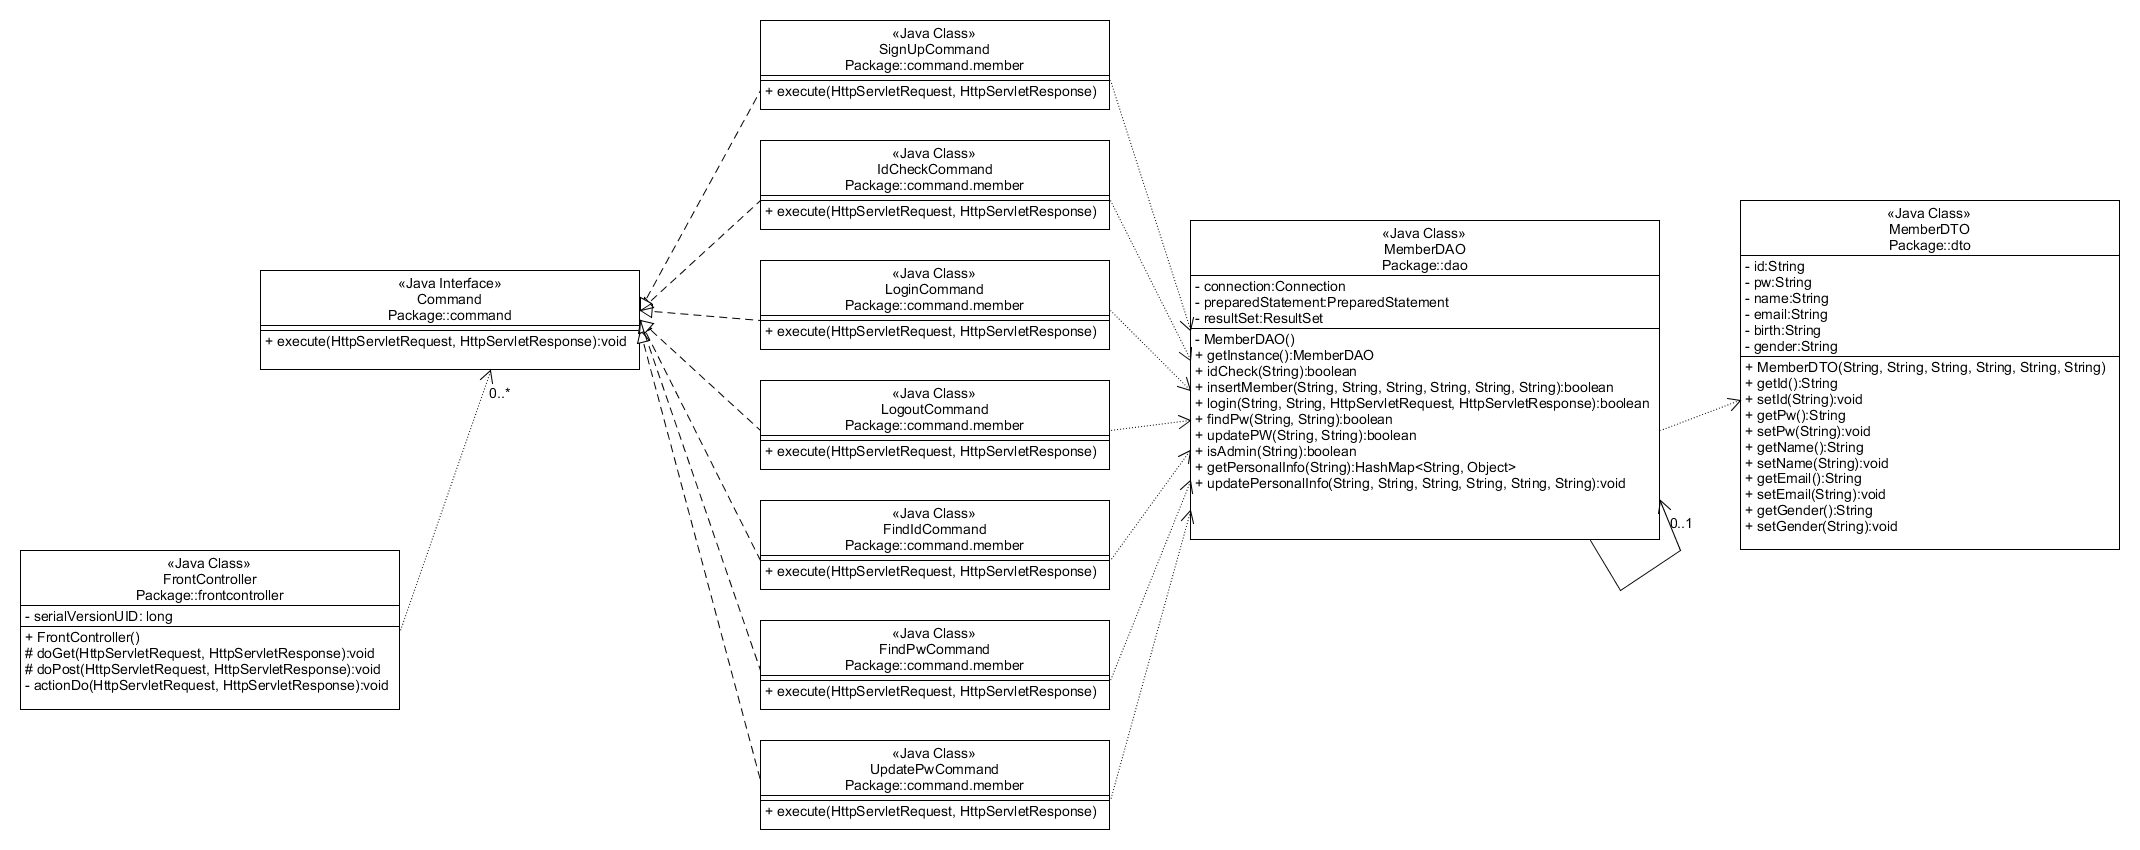 «Java Class»
SignUpCommand
Package::command.member
+ execute(HttpServletRequest, HttpServletResponse)
«Java Class»
IdCheckCommand
Package::command.member
+ execute(HttpServletRequest, HttpServletResponse)
«Java Class»
LoginCommand
Package::command.member
+ execute(HttpServletRequest, HttpServletResponse)
«Java Class»
LogoutCommand
Package::command.member
+ execute(HttpServletRequest, HttpServletResponse)
«Java Class»
FindIdCommand
Package::command.member
+ execute(HttpServletRequest, HttpServletResponse)
«Java Class»
FindPwCommand
Package::command.member
+ execute(HttpServletRequest, HttpServletResponse)
«Java Class»
UpdatePwCommand
Package::command.member
+ execute(HttpServletRequest, HttpServletResponse)
«Java Interface»
Command
Package::command
+ execute(HttpServletRequest, HttpServletResponse):void
0..*
«Java Class»
FrontController
Package::frontcontroller
- serialVersionUID: long
+ FrontController()
# doGet(HttpServletRequest, HttpServletResponse):void
# doPost(HttpServletRequest, HttpServletResponse):void
- actionDo(HttpServletRequest, HttpServletResponse):void
«Java Class»
MemberDAO
Package::dao
- connection:Connection
- preparedStatement:PreparedStatement
- resultSet:ResultSet
- MemberDAO()
+ getInstance():MemberDAO
+ idCheck(String):boolean
+ insertMember(String, String, String, String, String, String):boolean
+ login(String, String, HttpServletRequest, HttpServletResponse):boolean
+ findPw(String, String):boolean
+ updatePW(String, String):boolean
+ isAdmin(String):boolean
+ getPersonalInfo(String):HashMap<String, Object>
+ updatePersonalInfo(String, String, String, String, String, String):void
0..1
«Java Class»
MemberDTO
Package::dto
- id:String
- pw:String
- name:String
- email:String
- birth:String
- gender:String
+ MemberDTO(String, String, String, String, String, String)
+ getId():String
+ setId(String):void
+ getPw():String
+ setPw(String):void
+ getName():String
+ setName(String):void
+ getEmail():String
+ setEmail(String):void
+ getGender():String
+ setGender(String):void